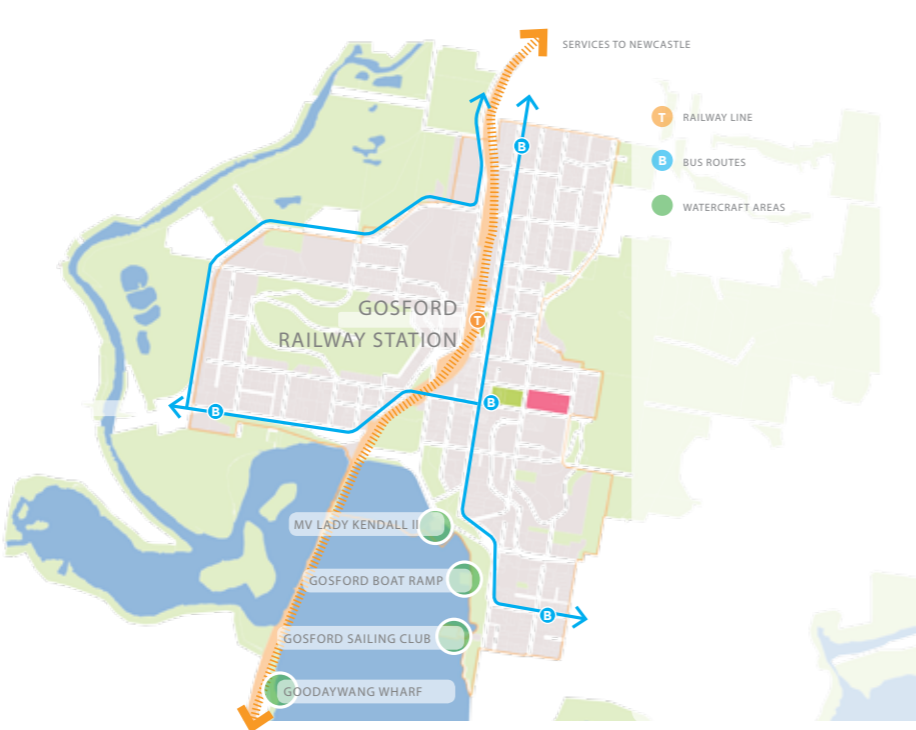 SERVICES TO NEWCASTLE
T RAILWAY LINE
B BUS ROUTES
WATERCRAFT AREAS
B
GOSFORD
RAILWAY STATION
T
B
B
MV LADY KENDALL II
GOSFORD BOAT RAMP
B
GOSFORD SAILING CLUB
GOODAYWANG WHARF